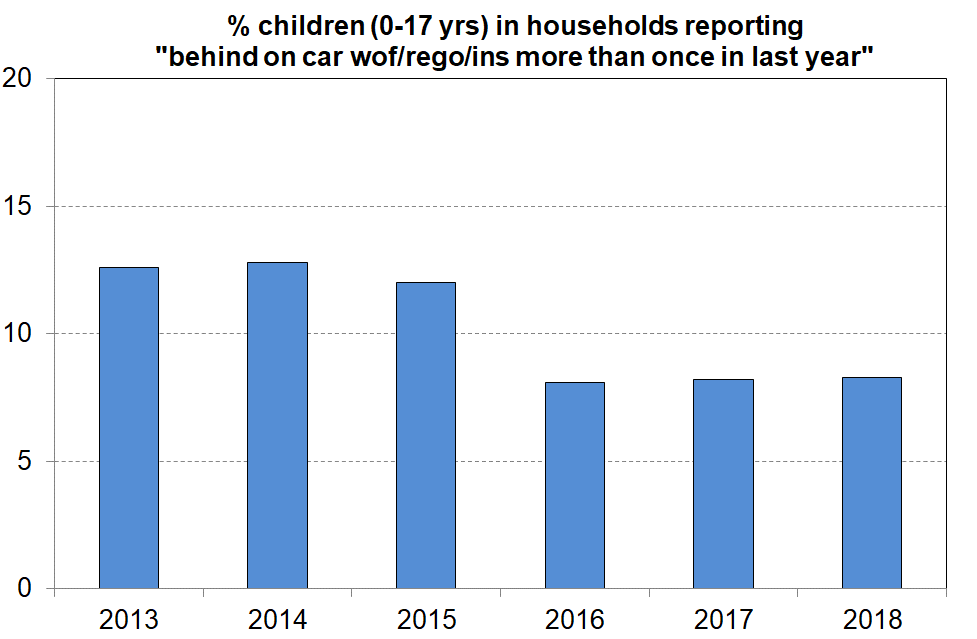 % children (0-17 yrs) in households reporting
"behind on car wof/rego/ins more than once in last year"
20
15
10
5
0
2013 2014 2015 2016 2017 2018